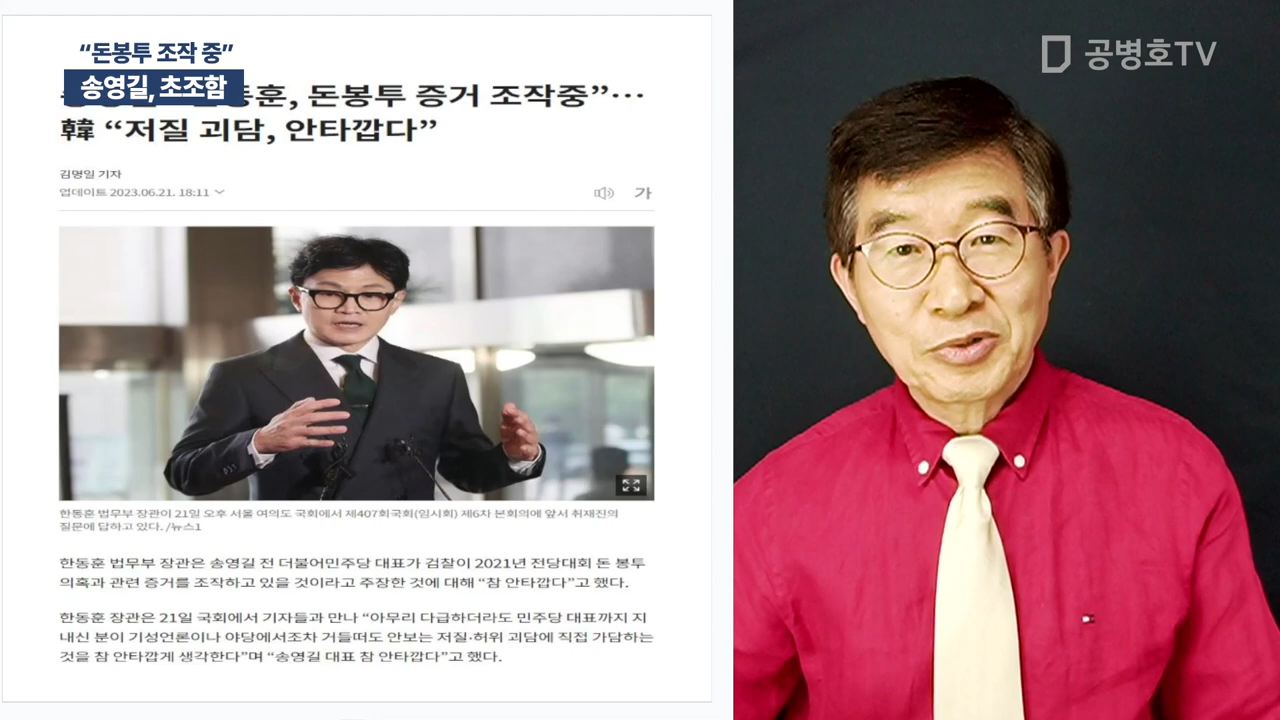 “돈봉투 조작 중”
송영길, 초조함
동훈, 돈봉투 증거 조작중”…
韓 “저질 괴담, 안타깝다”
김명일 기자
업데이트 2023.06.21. 18:11
가
한동훈 법무부 장관이 21일 오후 서울 여의도 국회에서 제407회국회(임시회) 제6차 본회의에 앞서 취재진의
질문에 답하고 있다. /뉴스1
한동훈 법무부 장관은 송영길 전 더불어민주당 대표가 검찰이 2021년 전당대회 돈 봉투
의혹과 관련 증거를 조작하고 있을 것이라고 주장한 것에 대해 “참 안타깝다”고 했다.
한동훈 장관은 21일 국회에서 기자들과 만나 “아무리 다급하더라도 민주당 대표까지 지
내신 분이 기성언론이나 야당에서조차 거들떠도 안보는 저질·허위 괴담에 직접 가담하는
것을 참 안타깝게 생각한다”며 “송영길 대표 참 안타깝다”고 했다.
공병호TV